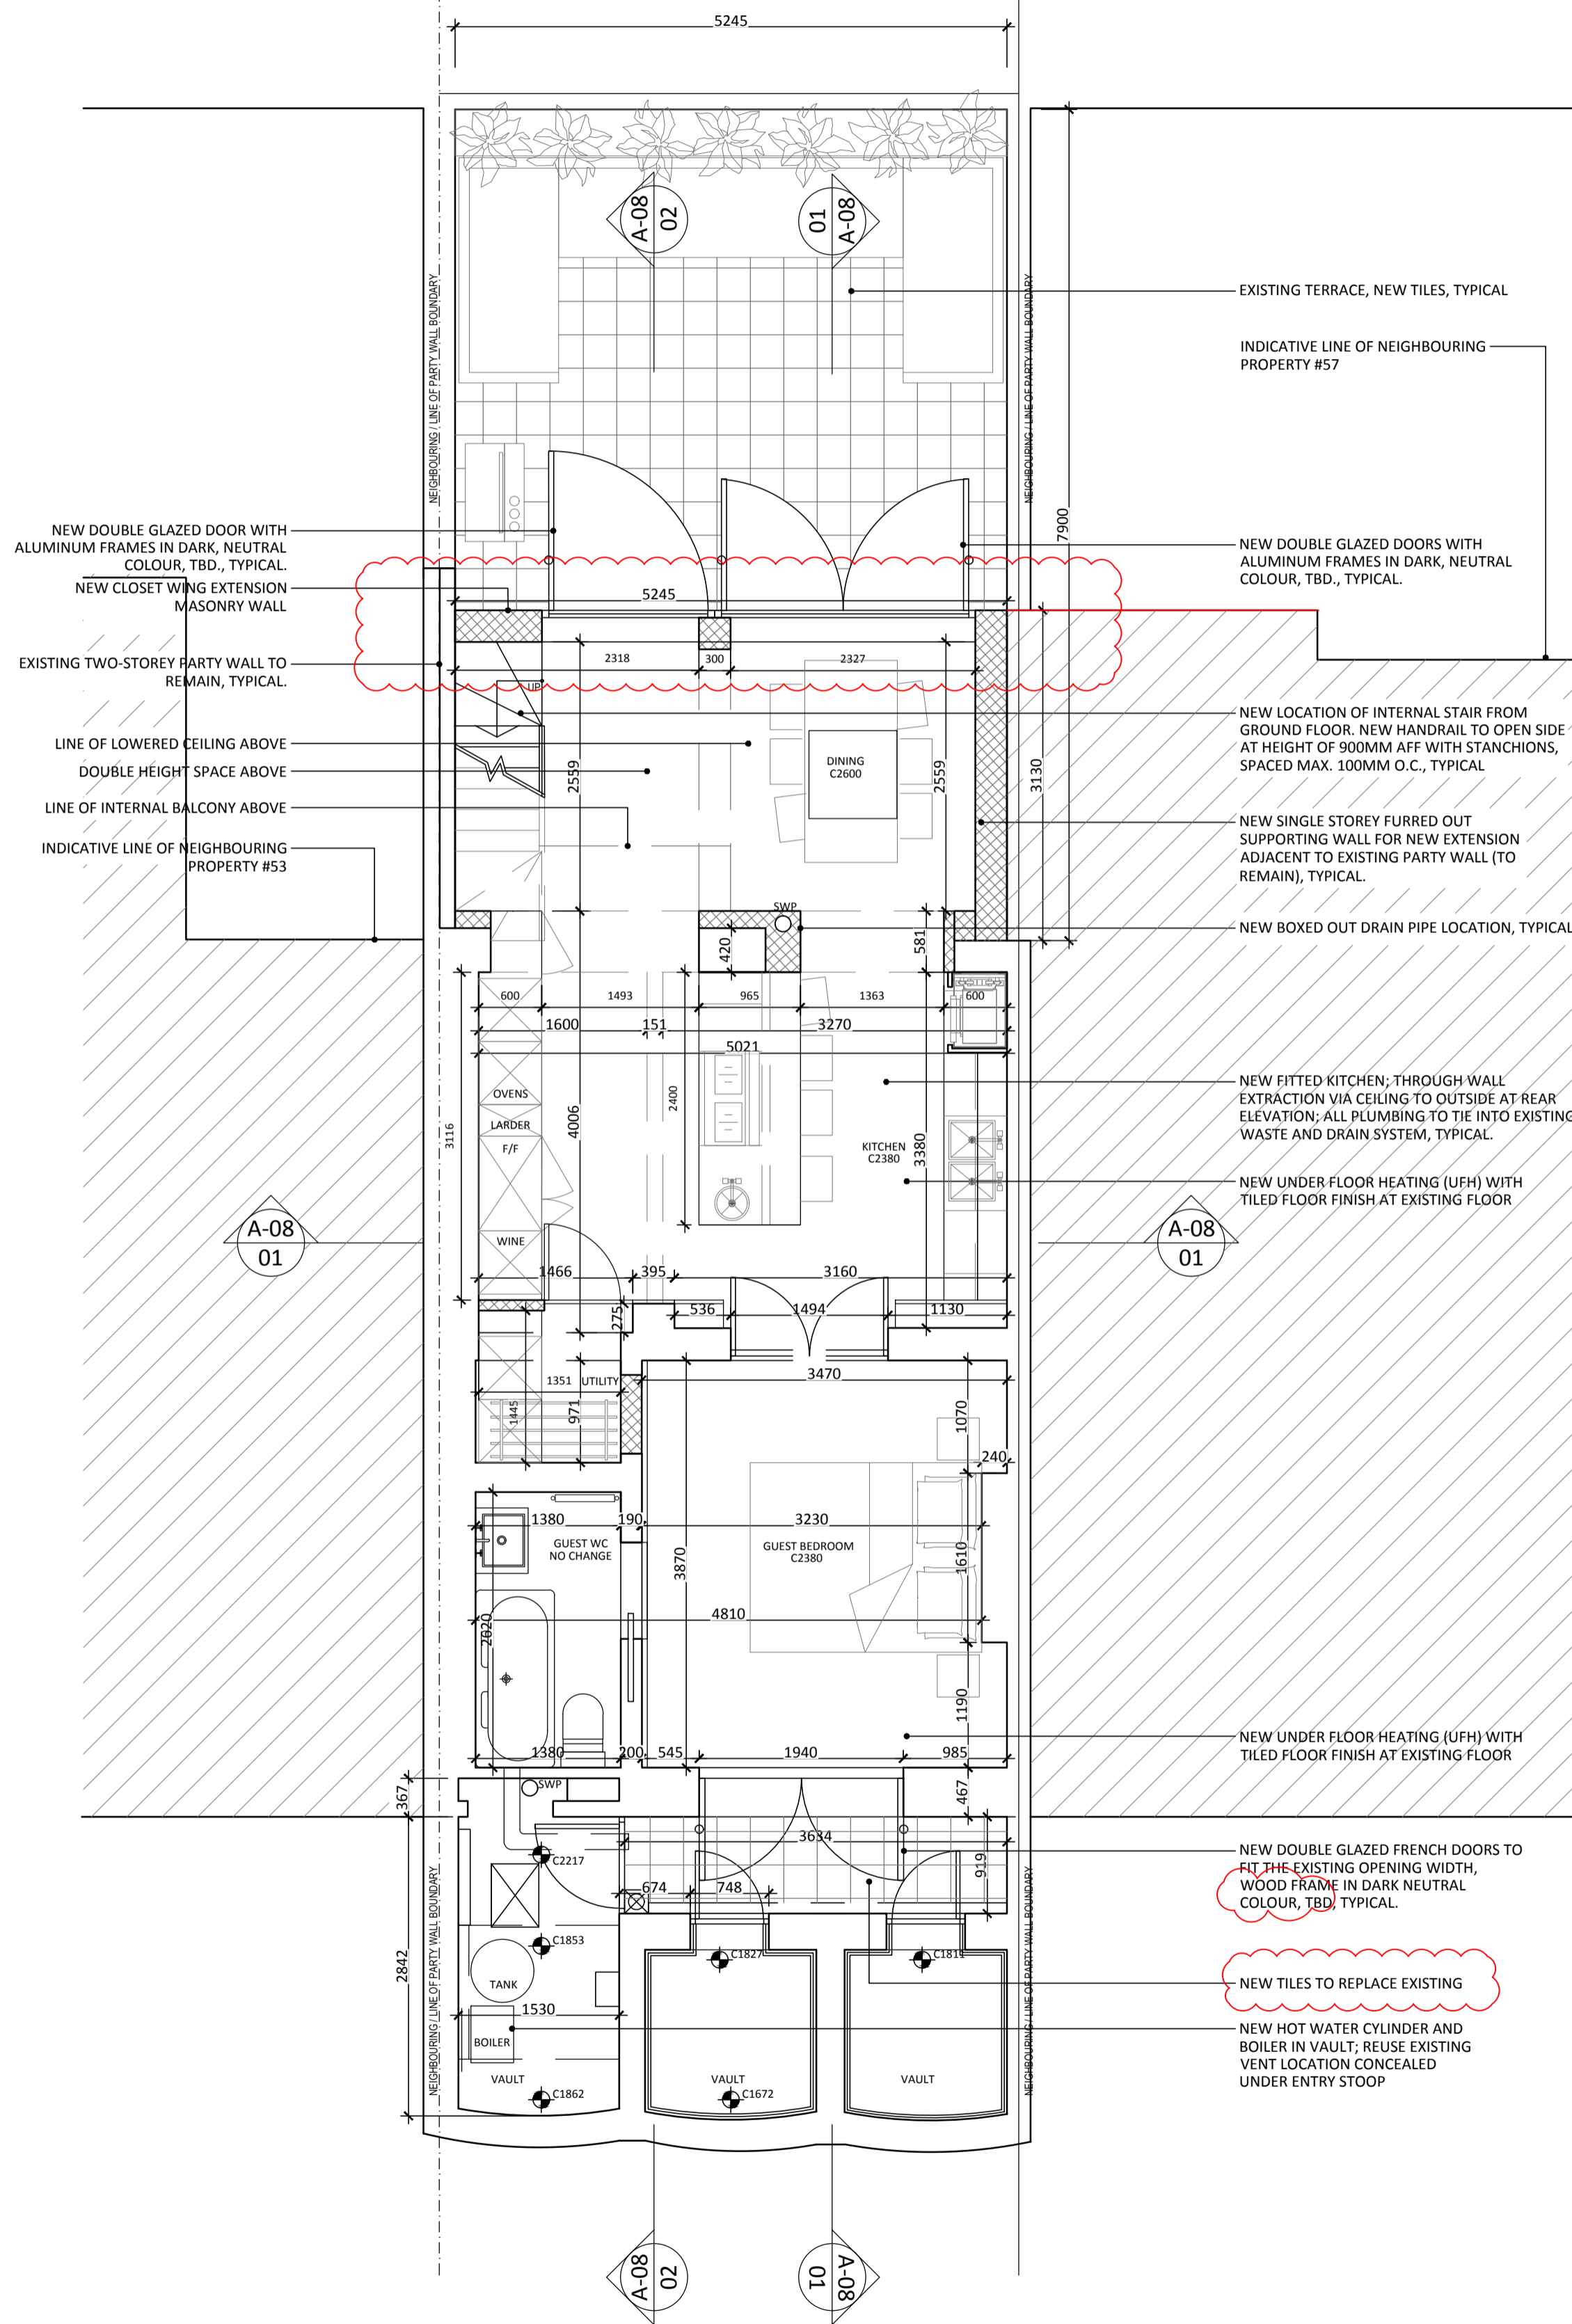 5245
A-08
02
01
A-08
NEIGHBOURING / LINE OF PARTY WALL BOUNDARY
NEIGHBOURING / LINE OF PARTY WALL BOUNDARY
EXISTING TERRACE, NEW TILES, TYPICAL
INDICATIVE LINE OF NEIGHBOURING
PROPERTY #57
7900
NEW DOUBLE GLAZED DOOR WITH
ALUMINUM FRAMES IN DARK, NEUTRAL
COLOUR, TBD., TYPICAL.
NEW CLOSET WING EXTENSION
MASONRY WALL
EXISTING TWO-STOREY PARTY WALL TO
REMAIN, TYPICAL.
LINE OF LOWERED CEILING ABOVE
DOUBLE HEIGHT SPACE ABOVE
LINE OF INTERNAL BALCONY ABOVE
INDICATIVE LINE OF NEIGHBOURING
PROPERTY #53
NEW DOUBLE GLAZED DOORS WITH
ALUMINUM FRAMES IN DARK, NEUTRAL
COLOUR, TBD., TYPICAL.
5245
2318
300
2327
UP
DINING
C2600
2559
2559
3130
NEW LOCATION OF INTERNAL STAIR FROM
GROUND FLOOR. NEW HANDRAIL TO OPEN SIDE
AT HEIGHT OF 900MM AFF WITH STANCHIONS,
SPACED MAX. 100MM O.C., TYPICAL
NEW SINGLE STOREY FURRED OUT
SUPPORTING WALL FOR NEW EXTENSION
ADJACENT TO EXISTING PARTY WALL (TO
REMAIN), TYPICAL.
SWP
NEW BOXED OUT DRAIN PIPE LOCATION, TYPICAL
420
581
600
1493
965
1363
600
1600
151
3270
5021
OVENS
LARDER
F/F
WINE
3116
4006
2400
KITCHEN
C2380
3380
NEW FITTED KITCHEN; THROUGH WALL
EXTRACTION VIA CEILING TO OUTSIDE AT REAR
ELEVATION; ALL PLUMBING TO TIE INTO EXISTING
WASTE AND DRAIN SYSTEM, TYPICAL.
NEW UNDER FLOOR HEATING (UFH) WITH
TILED FLOOR FINISH AT EXISTING FLOOR
A-08
01
A-08
01
1466
395
3160
275
536
1494
1130
1351
UTILITY
3470
1445
971
1070
240
1380
190
3230
GUEST WC
NO CHANGE
GUEST BEDROOM
C2380
3870
1610
2620
4810
1190
NEW UNDER FLOOR HEATING (UFH) WITH
TILED FLOOR FINISH AT EXISTING FLOOR
1380
200
545
1940
985
367
SWP
467
3634
919
C2217
674
748
NEW DOUBLE GLAZED FRENCH DOORS TO
FIT THE EXISTING OPENING WIDTH,
WOOD FRAME IN DARK NEUTRAL
COLOUR, TBD, TYPICAL.
C1853
C1827
C1811
2842
NEIGHBOURING / LINE OF PARTY WALL BOUNDARY
NEIGHBOURING / LINE OF PARTY WALL BOUNDARY
TANK
1530
BOILER
NEW TILES TO REPLACE EXISTING
NEW HOT WATER CYLINDER AND
BOILER IN VAULT; REUSE EXISTING
VENT LOCATION CONCEALED
UNDER ENTRY STOOP
VAULT
VAULT
VAULT
C1862
C1672
A-08
02
A-08
01